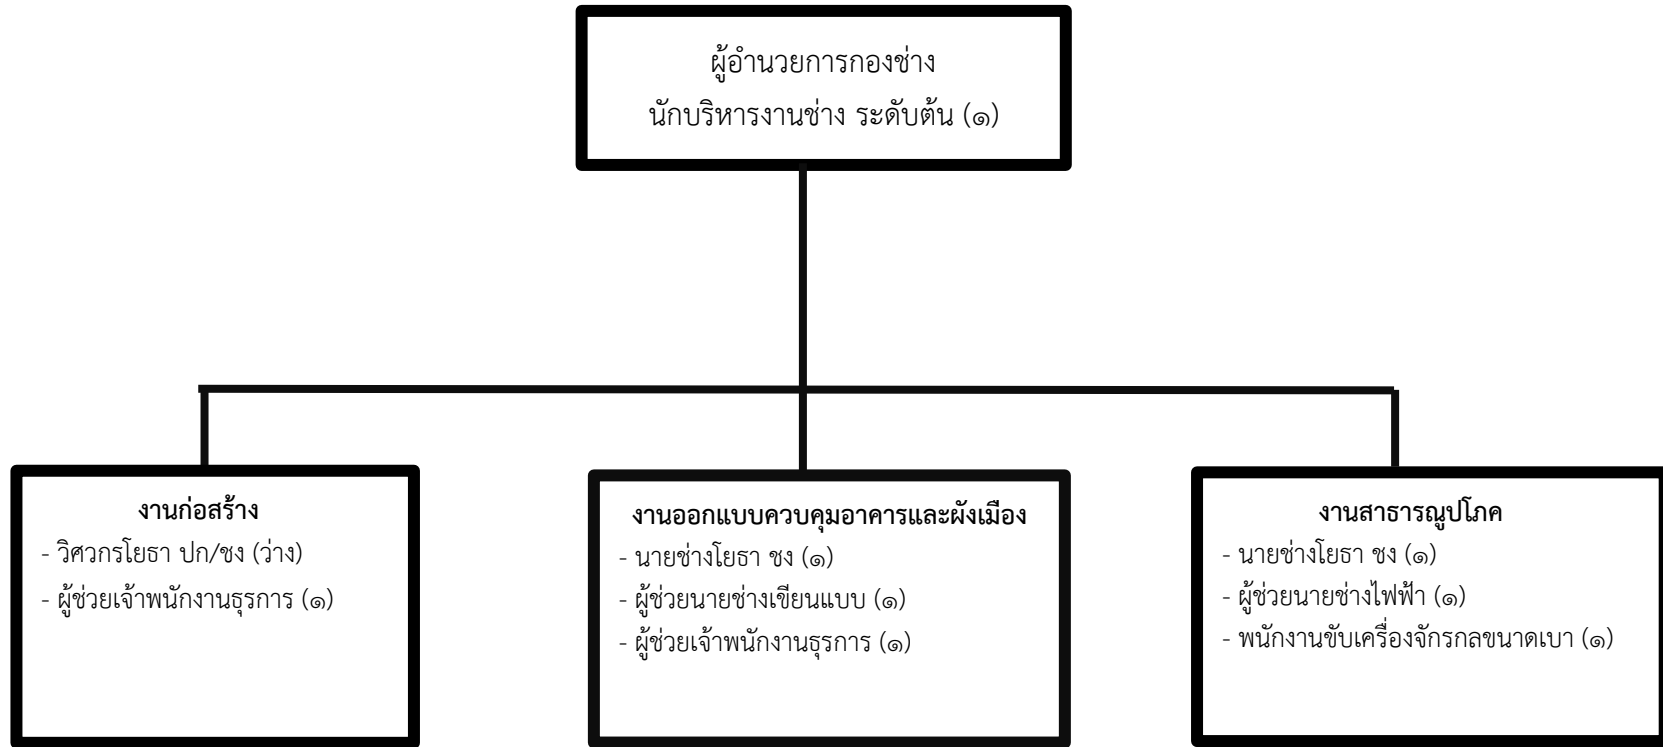 ผู้อำนวยการกองช่าง
นักบริหารงานช่าง ระดับต้น (๑)
งานก่อสร้าง
- วิศวกรโยธา ปก/ชง (ว่าง)
- ผู้ช่วยเจ้าพนักงานธุรการ (๑)
งานออกแบบควบคุมอาคารและผังเมือง
- นายช่างโยธา ชง (๑)
- ผู้ช่วยนายช่างเขียนแบบ (๑)
- ผู้ช่วยเจ้าพนักงานธุรการ (๑)
งานสาธารณูปโภค
- นายช่างโยธา ชง (๑)
- ผู้ช่วยนายช่างไฟฟ้า (๑)
- พนักงานขับเครื่องจักรกลขนาดเบา (๑)